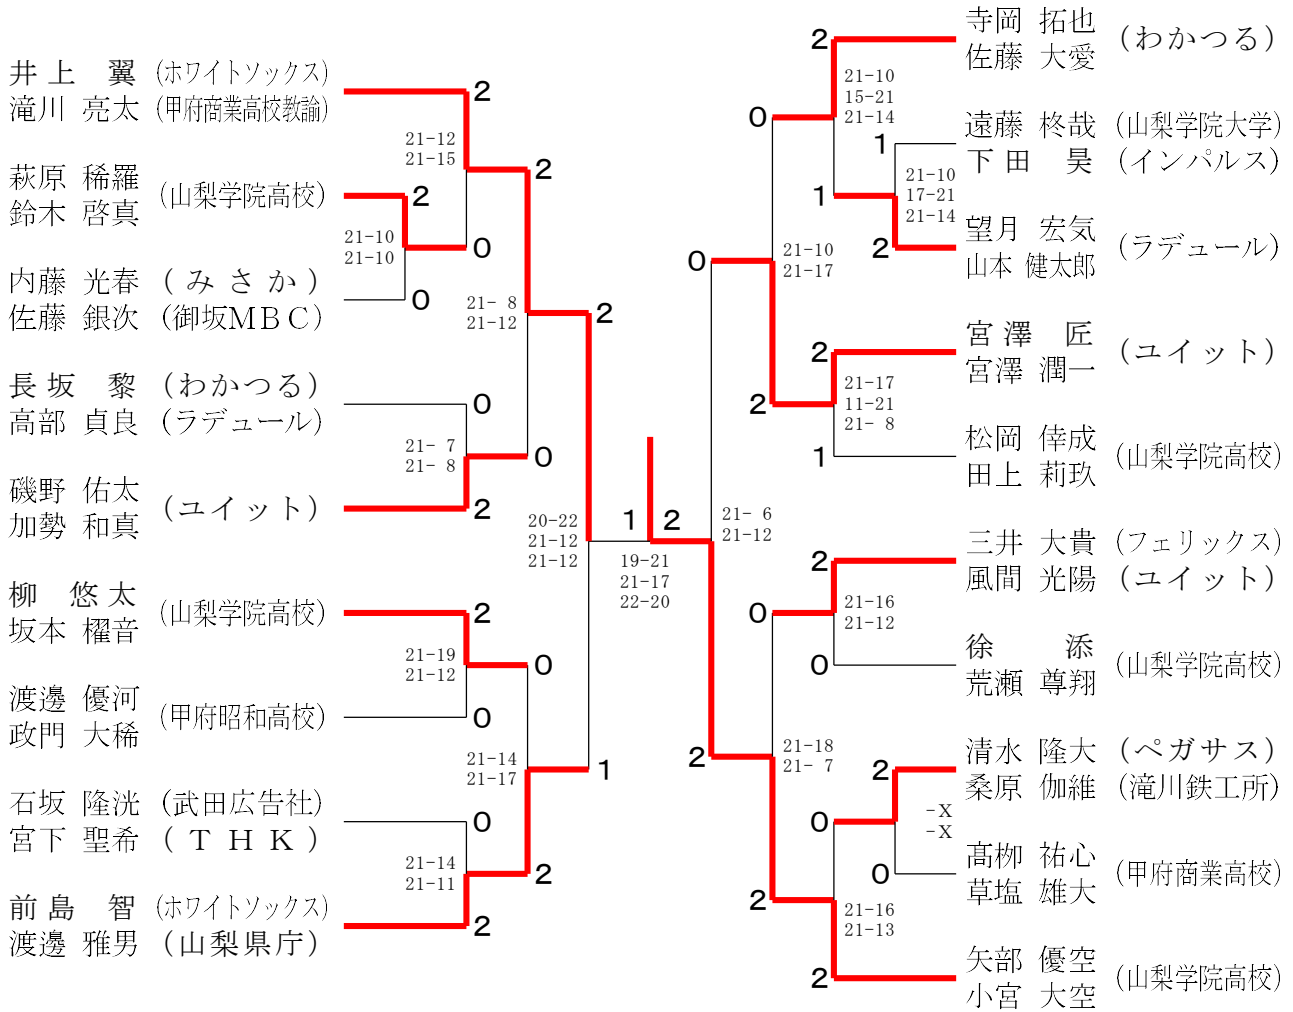 井上 翼 (ホワイトソックス)
滝川 亮太 (甲府商業高校教諭)
2
21-12
21-15
萩原 稀羅
鈴木 啓真
(山梨学院高校)
2
2
21-10
21-10
0
内藤 光春 (みさか)
佐藤 銀次 (御坂MBC)
0
21- 8
21-12
2
長坂 黎 (わかつる)
高部 貞良 (ラデュール)
0
21- 7
21- 8
0
磯野 佑太
加勢 和真
(ユイット)
2
20-22
21-12
21-12
柳 悠太
坂本 櫂音
(山梨学院高校)
2
21-19
21-12
0
渡邊 優河
政門 大稀
(甲府昭和高校)
0
21-14
21-17
1
石坂 隆洸 (武田広告社)
宮下 聖希 (THK)
0
21-14
21-11
2
前島 智 (ホワイトソックス)
渡邊 雅男 (山梨県庁)
2
1 2
19-21
21-17
22-20
寺岡 拓也
佐藤 大愛
(わかつる)
2
21-10
15-21
21-14
0
遠藤 柊哉 (山梨学院大学)
下田 昊 (インパルス)
1
21-10
17-21
21-14
1
望月 宏気
山本 健太郎
(ラデュール)
2
0
21-10
21-17
宮澤 匠
宮澤 潤一
(ユイット)
2
21-17
11-21
21- 8
2
松岡 倖成
田上 莉玖
(山梨学院高校)
1
21- 6
21-12
三井 大貴 (フェリックス)
風間 光陽 (ユイット)
2
21-16
21-12
0
徐 添
荒瀬 尊翔
(山梨学院高校)
0
2
21-18
21- 7
清水 隆大 (ペガサス)
桑原 伽維 (滝川鉄工所)
2
-X
-X
0
髙栁 祐心
草塩 雄大
(甲府商業高校)
0
2
21-16
21-13
矢部 優空
小宮 大空
(山梨学院高校)
2